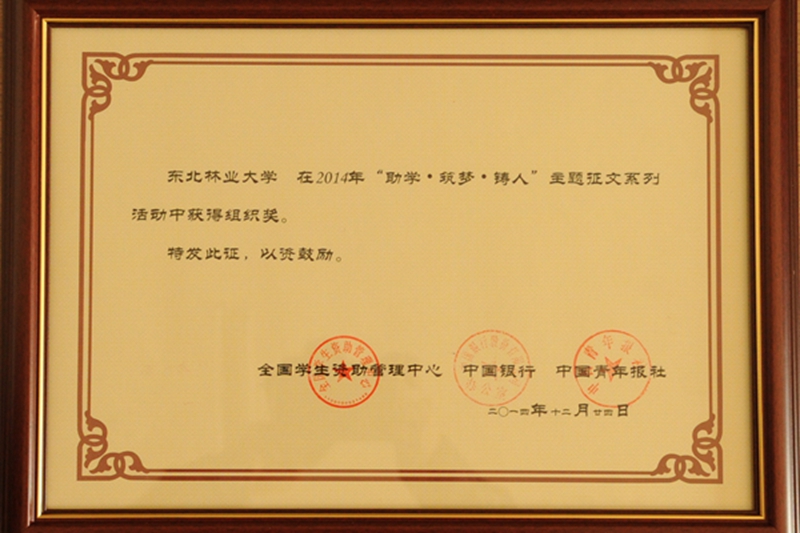 东北林业大学 在2014年“助学·筑梦·铸人”主题征文系列
活动中获得组织奖。
特发此证，以资鼓励。
全国学生资助管理中心 中国银行 中国青年报社
二〇一四年十二月廿四日